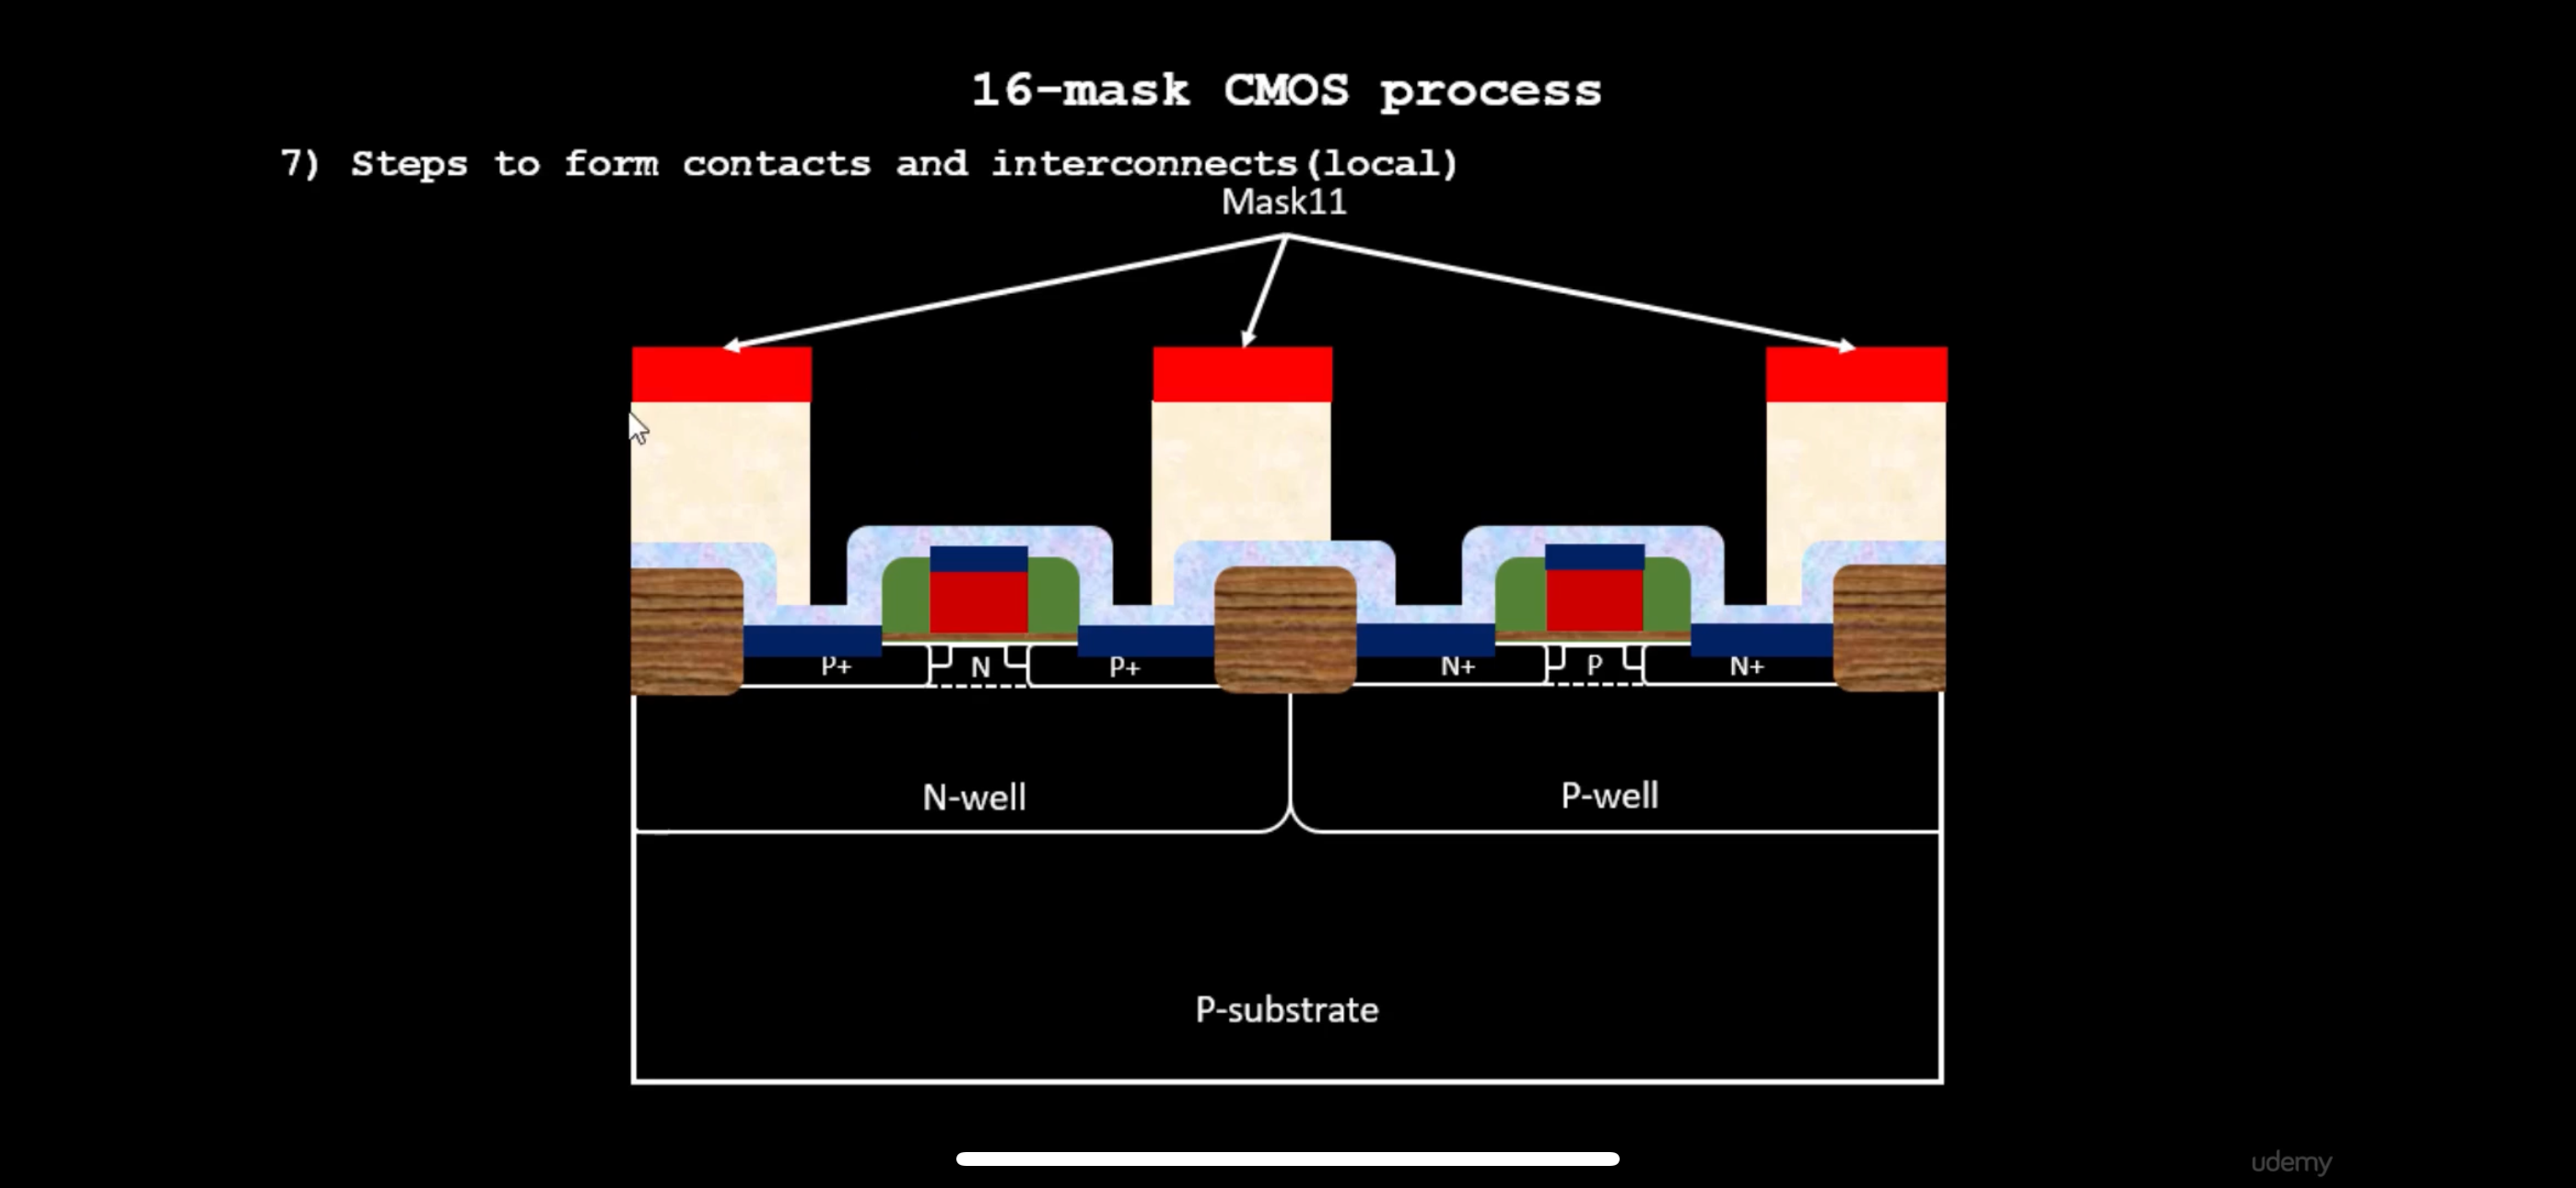 16-mask CMOS process
7) Steps to form contacts and interconnects(local)
Mask11
P+ N P+ N+ P N+
N-well P-well
P-substrate
udemy